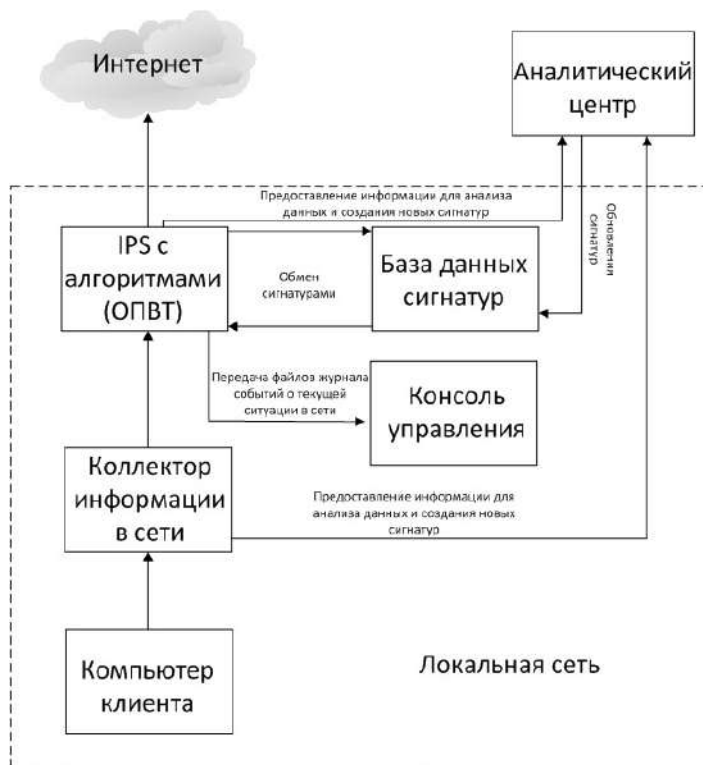 Интернет
Аналитический
центр
Предоставление информации для анализа
данных и создания новых сигнатур
Обновления
сигнатур
IPS с
алгоритмами
(ОПВТ)
Обмен
сигнатурами
База данных
сигнатур
Передача файлов журнала
событий о текущей
ситуации в сети
Консоль
управления
Коллектор
информации
в сети
Предоставление информации для
анализа данных и создания новых
сигнатур
Компьютер
клиента
Локальная сеть